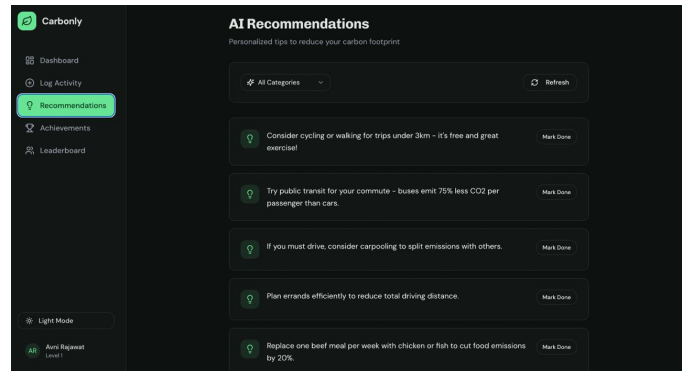 Carbonly
Dashboard
Log Activity
Recommendations
Achievements
Leaderboard
Light Mode
AR
Avni Rajawat
Level 1
AI Recommendations
Personalized tips to reduce your carbon footprint
All Categories
Refresh
Consider cycling or walking for trips under 3km - it's free and great
exercise!
Mark Done
Try public transit for your commute - buses emit 75% less CO2 per
passenger than cars.
Mark Done
If you must drive, consider carpooling to split emissions with others.
Mark Done
Plan errands efficiently to reduce total driving distance.
Mark Done
Replace one beef meal per week with chicken or fish to cut food emissions
by 20%.
Mark Done